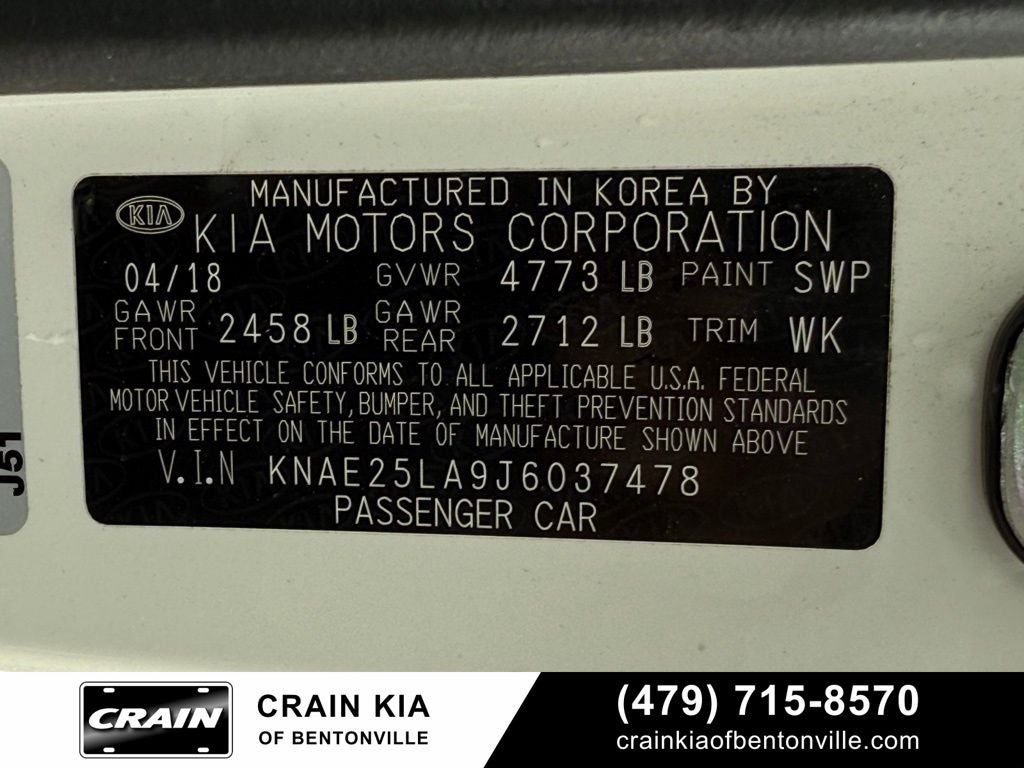 MANUFACTURED IN KOREA BY
KIA
KIA MOTORS CORPORATION
04/18 GVWR 4773 LB PAINT SWP
GAWR FRONT 2458 LB GAWR REAR 2712 LB TRIM WK
THIS VEHICLE CONFORMS TO ALL APPLICABLE U.S.A. FEDERAL
MOTOR VEHICLE SAFETY, BUMPER, AND THEFT PREVENTION STANDARDS
IN EFFECT ON THE DATE OF MANUFACTURE SHOWN ABOVE
V.I.N KNAE25LA9J6037478
PASSENGER CAR
J51
CRAIN
CRAIN KIA
OF BENTONVILLE
(479) 715-8570
crainkiaofbentonville.com